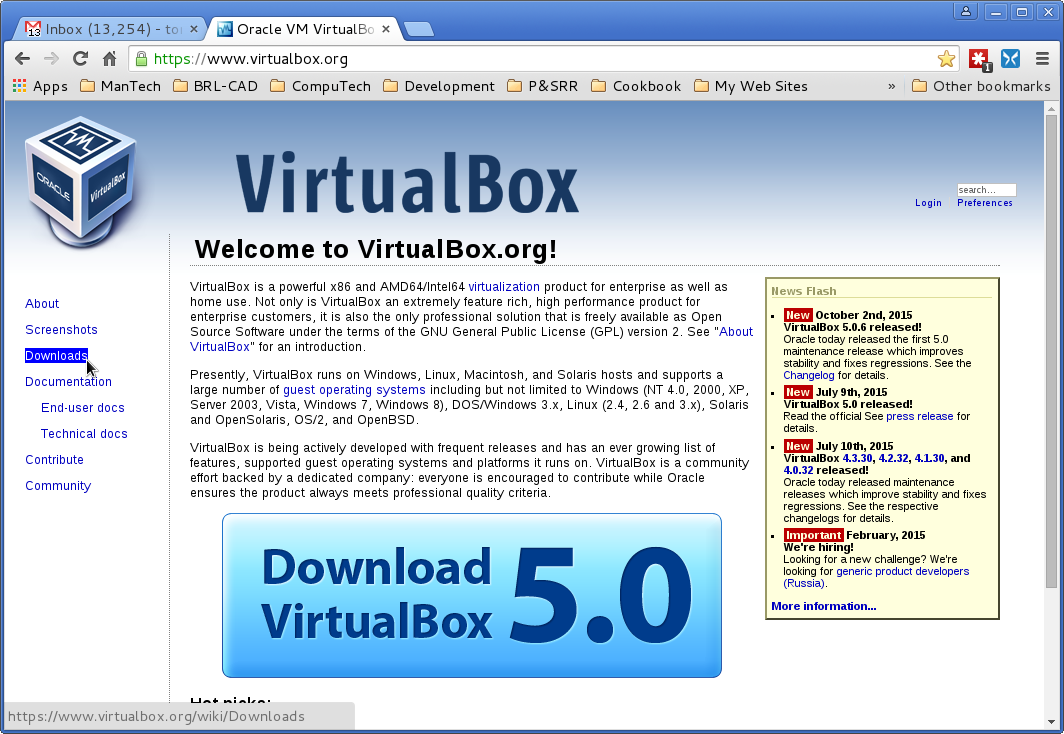 Inbox (13,254) - to
Oracle VM VirtualBo
https://www.virtualbox.org
1
Apps ManTech BRL-CAD CompuTech Development P&SRR Cookbook My Web Sites » Other bookmarks
ORACLE
VirtualBox
VirtualBox
search...
Login Preferences
Welcome to VirtualBox.org!
About
Screenshots
Downloads
Documentation
End-user docs
Technical docs
Contribute
Community
VirtualBox is a powerful x86 and AMD64/Intel64 virtualization product for enterprise as well as
home use. Not only is VirtualBox an extremely feature rich, high performance product for
enterprise customers, it is also the only professional solution that is freely available as Open
Source Software under the terms of the GNU General Public License (GPL) version 2. See "About
VirtualBox" for an introduction.
Presently, VirtualBox runs on Windows, Linux, Macintosh, and Solaris hosts and supports a
large number of guest operating systems including but not limited to Windows (NT 4.0, 2000, XP,
Server 2003, Vista, Windows 7, Windows 8), DOS/Windows 3.x, Linux (2.4, 2.6 and 3.x), Solaris
and OpenSolaris, OS/2, and OpenBSD.
VirtualBox is being actively developed with frequent releases and has an ever growing list of
features, supported guest operating systems and platforms it runs on. VirtualBox is a community
effort backed by a dedicated company: everyone is encouraged to contribute while Oracle
ensures the product always meets professional quality criteria.
Download
VirtualBox
5.0
Hot picks:
News Flash
New October 2nd, 2015
VirtualBox 5.0.6 released!
Oracle today released the first 5.0
maintenance release which improves
stability and fixes regressions. See the
Changelog for details.
New July 9th, 2015
VirtualBox 5.0 released!
Read the official See press release for
details.
New July 10th, 2015
VirtualBox 4.3.30, 4.2.32, 4.1.30, and
4.0.32 released!
Oracle today released maintenance
releases which improve stability and fixes
regressions. See the respective
changelogs for details.
Important February, 2015
We're hiring!
Looking for a new challenge? We're
looking for generic product developers
(Russia).
More information...
https://www.virtualbox.org/wiki/Downloads